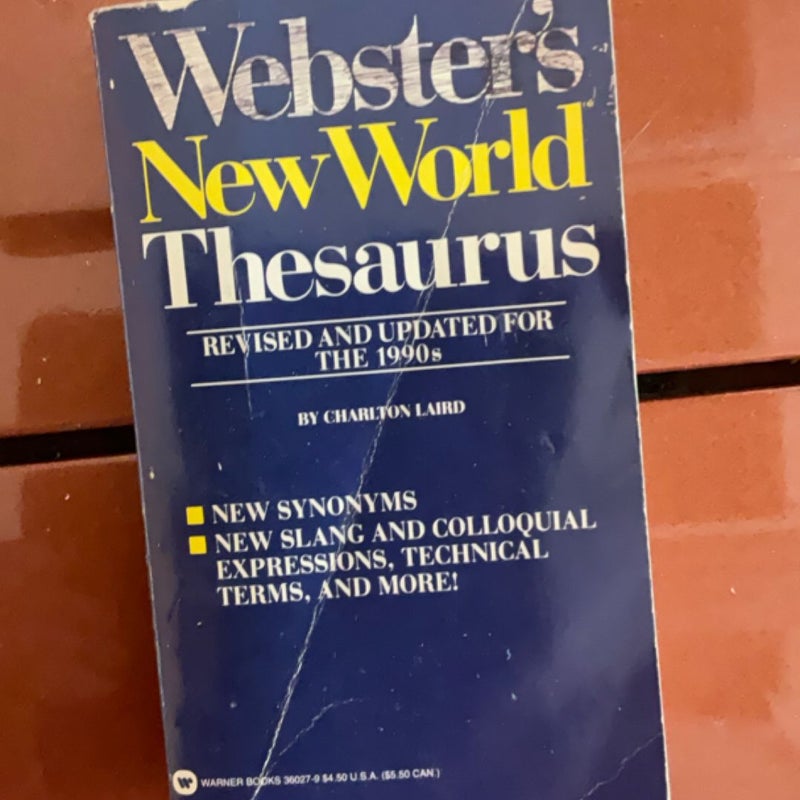 Webster's
New World
Thesaurus
REVISED AND UPDATED FOR
THE 1990s
BY CHARLTON LAIRD
NEW SYNONYMS
NEW SLANG AND COLLOQUIAL
EXPRESSIONS, TECHNICAL
TERMS, AND MORE!
W WARNER BOOKS 36027-9 $4.50 U.S.A. ($5.50 CAN.)